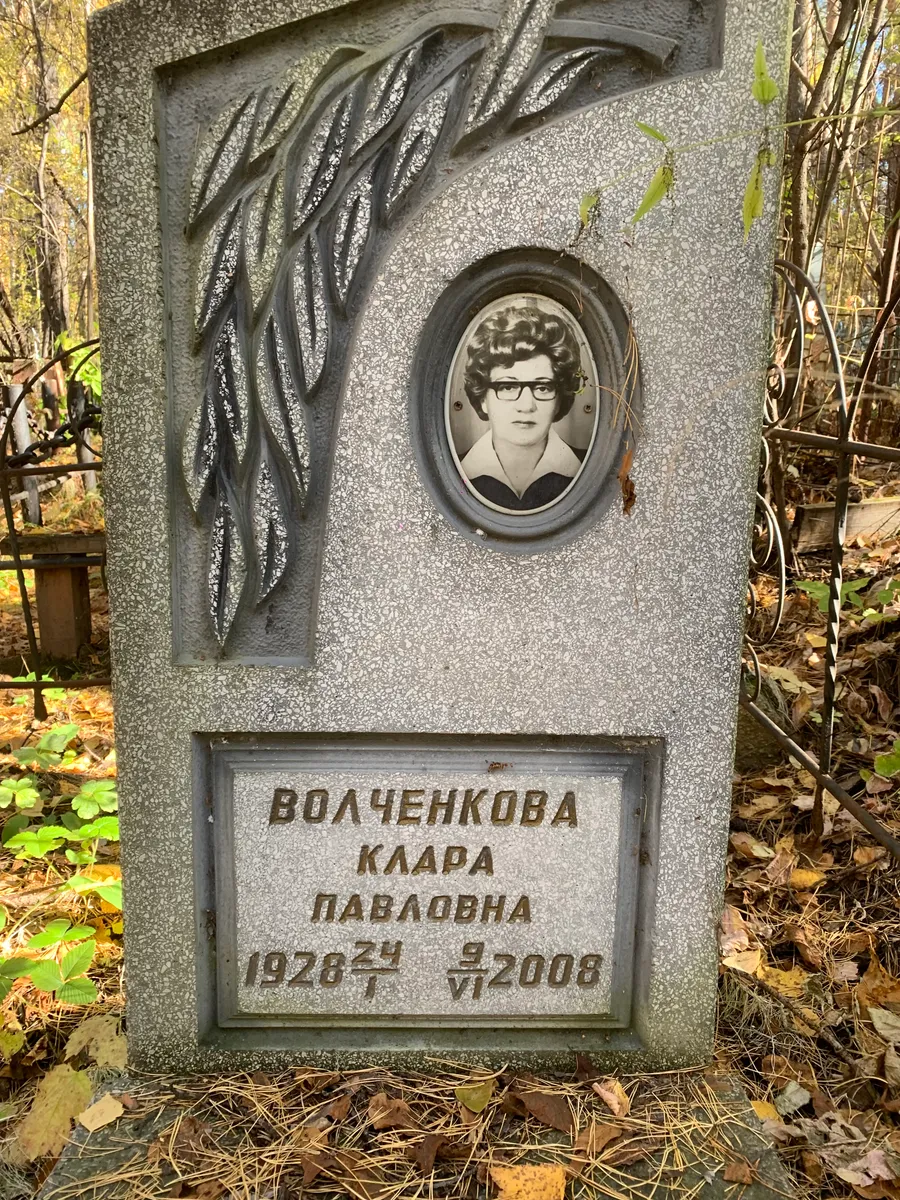 ВОЛЧЕНКОВА
КЛАРА
ПАВЛОВНА
1928 24/I 9/VI 2008